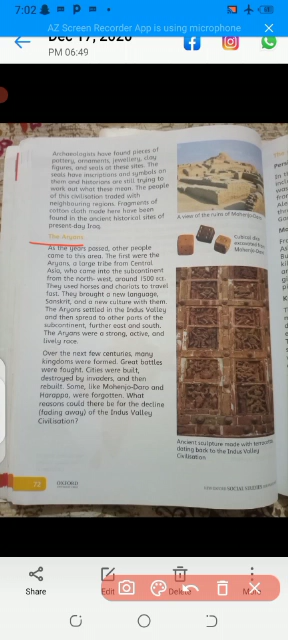 7:02
AZ Screen Recorder App is using microphone
Dec 17, 2020
PM 06:49
Archaeologists have found pieces of
pottery, ornaments, jewellery, clay
figures, and seals at these sites. The
seals have inscriptions and symbols on
them and historians are still trying to
work out what these mean. The people
of this civilisation traded with
neighbouring regions. Fragments of
cotton cloth made here have been
found in the ancient historical sites of
present-day Iraq.
A view of the ruins of Mohenjo-Daro
Cubical dice
excavated from
Mohenjo-Daro
The Aryans
As the years passed, other people
came to this area. The first were the
Aryans, a large tribe from Central
Asia, who came into the subcontinent
from the north-west, around 1500 BCE.
They used horses and chariots to travel
fast. They brought a new language,
Sanskrit, and a new culture with them.
The Aryans settled in the Indus Valley
and then spread to other parts of the
subcontinent, further east and south.
The Aryans were a strong, active, and
lively race.
Over the next few centuries, many
kingdoms were formed. Great battles
were fought. Cities were built,
destroyed by invaders, and then
rebuilt. Some, like Mohenjo-Daro and
Harappa, were forgotten. What
reasons could there be for the decline
(fading away) of the Indus Valley
Civilisation?
Ancient sculpture made with terracotta
dating back to the Indus Valley
Civilisation
72
OXFORD
SOCIAL STUDIES
Share
Edit
Delete
More